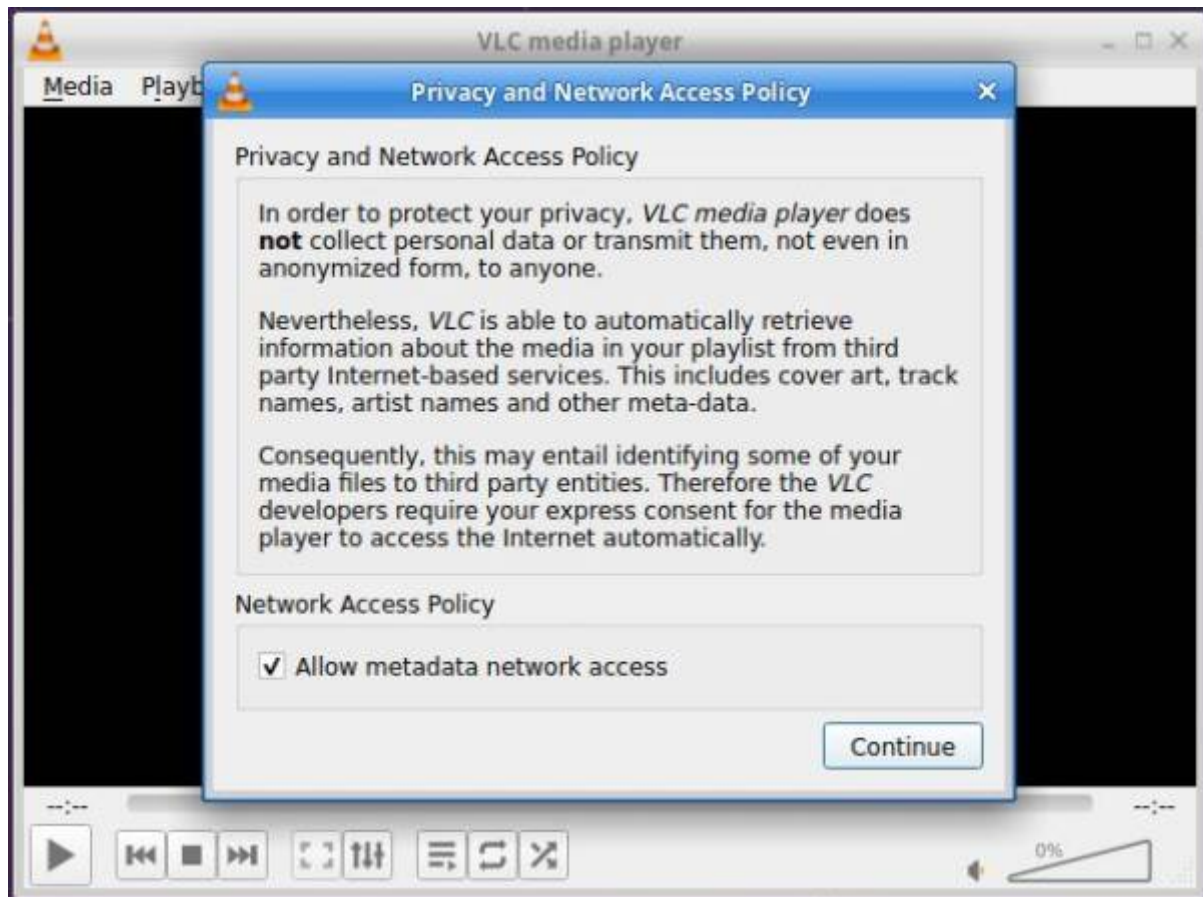 VLC media player
Media Playb
Privacy and Network Access Policy
Privacy and Network Access Policy
In order to protect your privacy, VLC media player does
not collect personal data or transmit them, not even in
anonymized form, to anyone.
Nevertheless, VLC is able to automatically retrieve
information about the media in your playlist from third
party Internet-based services. This includes cover art, track
names, artist names and other meta-data.
Consequently, this may entail identifying some of your
media files to third party entities. Therefore the VLC
developers require your express consent for the media
player to access the Internet automatically.
Network Access Policy
Allow metadata network access
Continue
--:-- --:--
0%